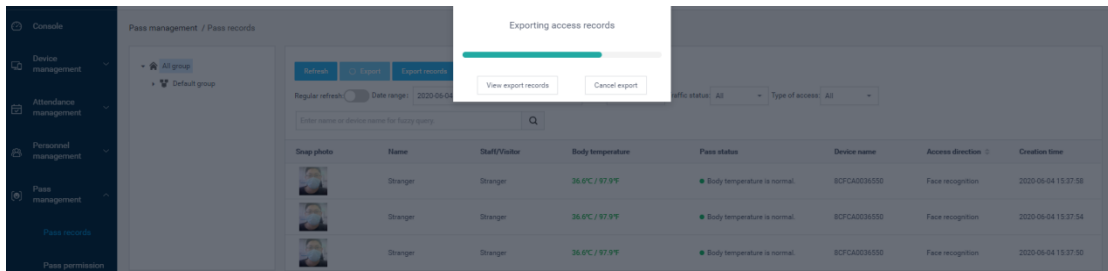 Exporting access records
View export records
Cancel export
Console
Device management
Attendance management
Personnel management
Pass management
Pass records
Pass permission
Pass management / Pass records
All group
Default group
Refresh
Export
Export records
Regular refresh:
Date range: 2020-06-04
raffic status: All
Type of access: All
Enter name or device name for fuzzy query
Snap photo Name Staff/Visitor Body temperature Pass status Device name Access direction Creation time
Stranger Stranger 36.6℃ / 97.9℉ Body temperature is normal. 8CFCA0036550 Face recognition 2020-06-04 15:37:58
Stranger Stranger 36.6℃ / 97.9℉ Body temperature is normal. 8CFCA0036550 Face recognition 2020-06-04 15:37:54
Stranger Stranger 36.6℃ / 97.9℉ Body temperature is normal. 8CFCA0036550 Face recognition 2020-06-04 15:37:50